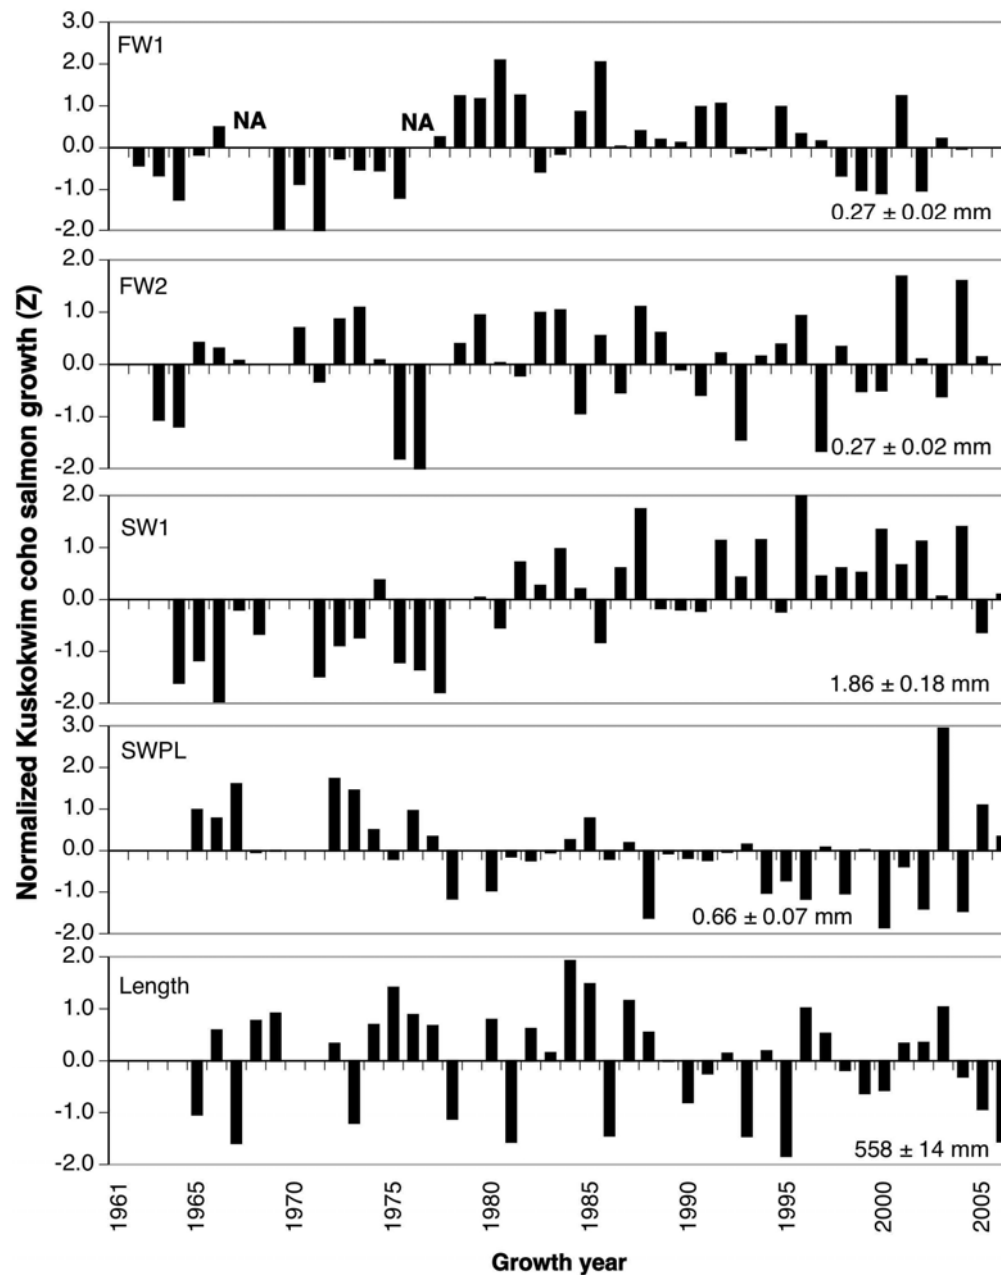 Normalized Kuskokwim coho salmon growth (Z)
3.0
FW1
2.0
1.0
NA
NA
0.0
-1.0
-2.0
0.27 ± 0.02 mm
2.0
FW2
1.0
0.0
-1.0
-2.0
0.27 ± 0.02 mm
2.0
SW1
1.0
0.0
-1.0
-2.0
1.86 ± 0.18 mm
3.0
SWPL
2.0
1.0
0.0
-1.0
-2.0
0.66 ± 0.07 mm
2.0
Length
1.0
0.0
-1.0
-2.0
558 ± 14 mm
1961
1965
1970
1975
1980
1985
1990
1995
2000
2005
Growth year